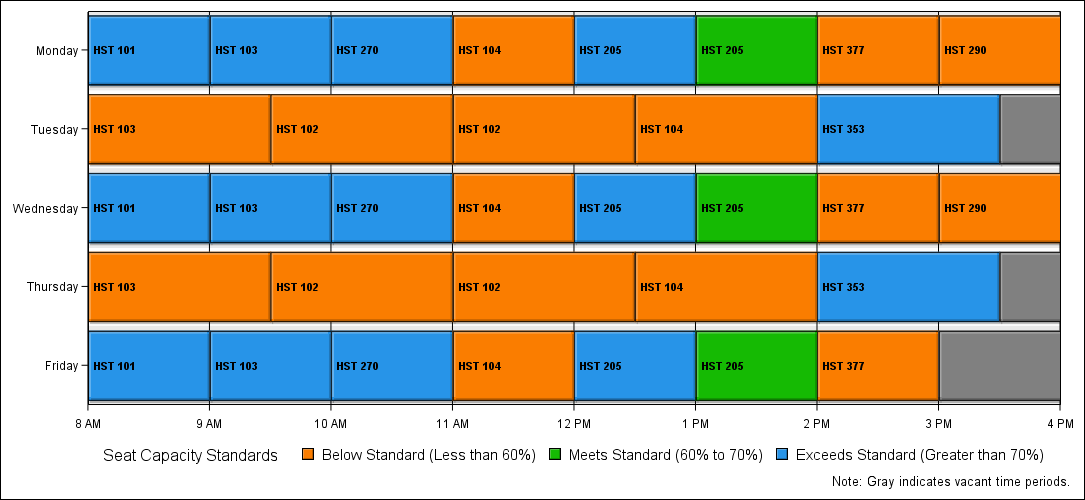 Monday HST 101 HST 103 HST 270 HST 104 HST 205 HST 205 HST 377 HST 290
Tuesday HST 103 HST 102 HST 102 HST 104 HST 353
Wednesday HST 101 HST 103 HST 270 HST 104 HST 205 HST 205 HST 377 HST 290
Thursday HST 103 HST 102 HST 102 HST 104 HST 353
Friday HST 101 HST 103 HST 270 HST 104 HST 205 HST 205 HST 377
8 AM 9 AM 10 AM 11 AM 12 PM 1 PM 2 PM 3 PM 4 PM
Seat Capacity Standards Below Standard (Less than 60%) Meets Standard (60% to 70%) Exceeds Standard (Greater than 70%)
Note: Gray indicates vacant time periods.